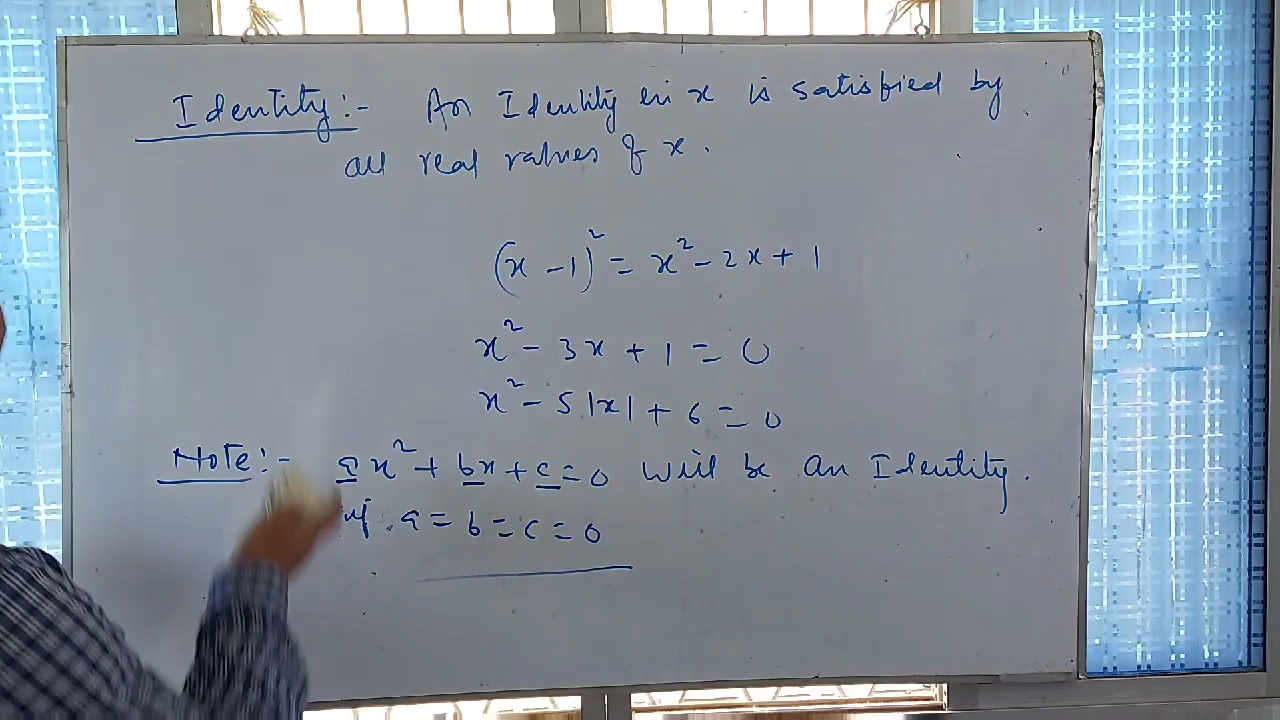 Identity:- An Identity in x is satisfied by
all real values of x.
(x - 1)² = x² - 2x + 1
x² - 3x + 1 = 0
x² - 5|x| + 6 = 0
Note:- ax² + bx + c = 0 will be an Identity.
if a = b = c = 0